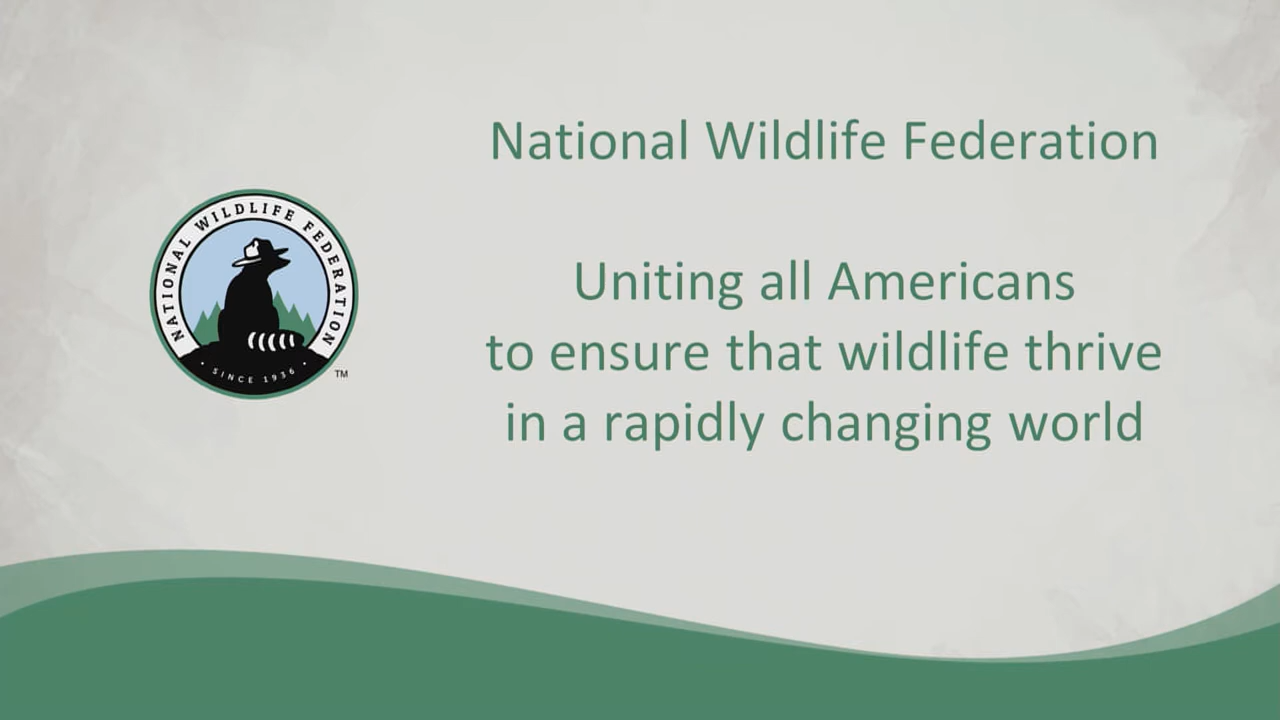 National Wildlife Federation
NATIONAL WILDLIFE FEDERATION
SINCE 1936
TM
Uniting all Americans
to ensure that wildlife thrive
in a rapidly changing world